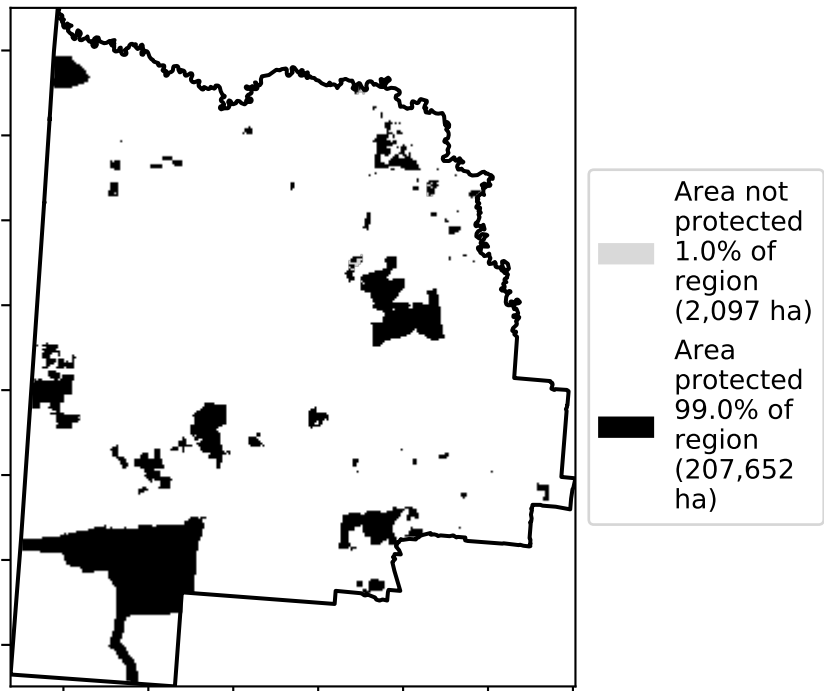 Area not
protected
1.0% of
region
(2,097 ha)
Area
protected
99.0% of
region
(207,652
ha)